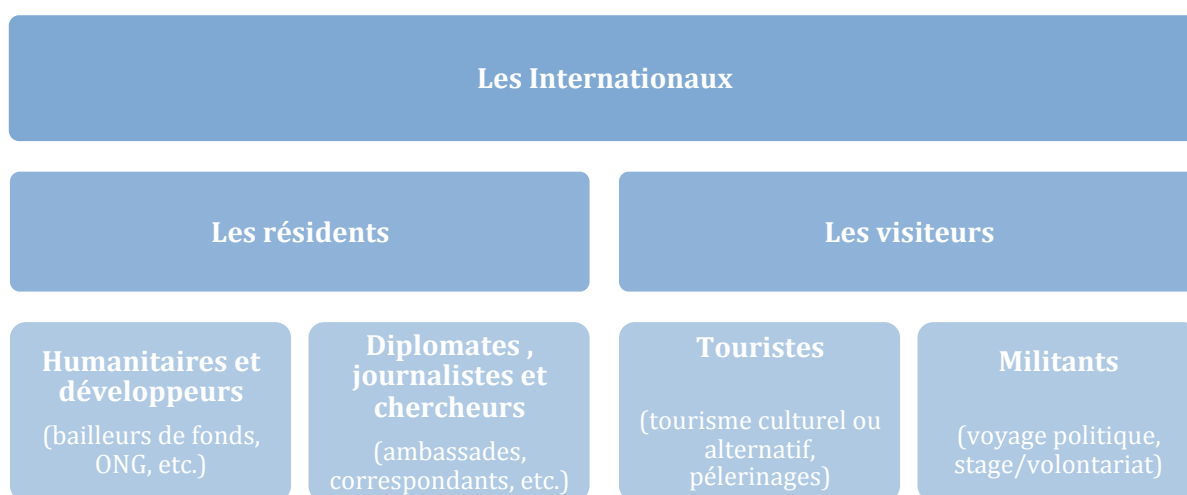 Les Internationaux
Les résidents
Les visiteurs
Humanitaires et
développeurs
(bailleurs de fonds,
ONG, etc.)
Diplomates ,
journalistes et
chercheurs
(ambassades,
correspondants, etc.)
Touristes
(tourisme culturel ou
alternatif,
pélerinages)
Militants
(voyage politique,
stage/volontariat)